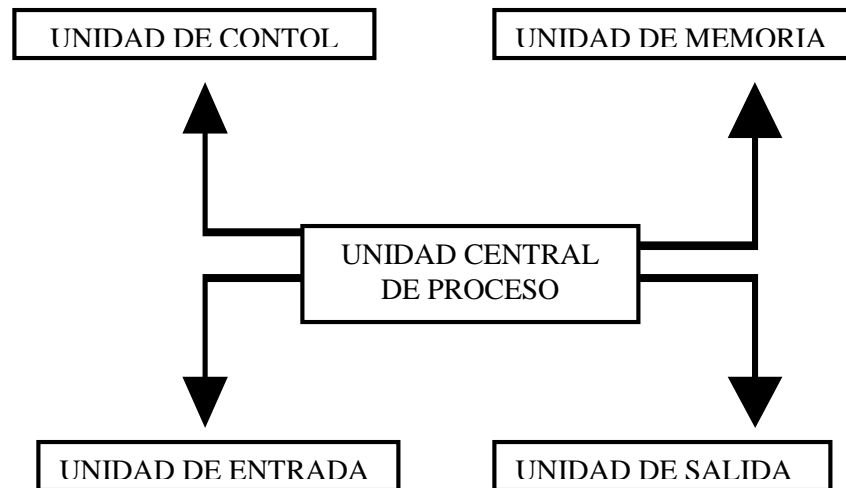 UNIDAD DE CONTOL
UNIDAD DE MEMORIA
UNIDAD CENTRAL
DE PROCESO
UNIDAD DE ENTRADA
UNIDAD DE SALIDA